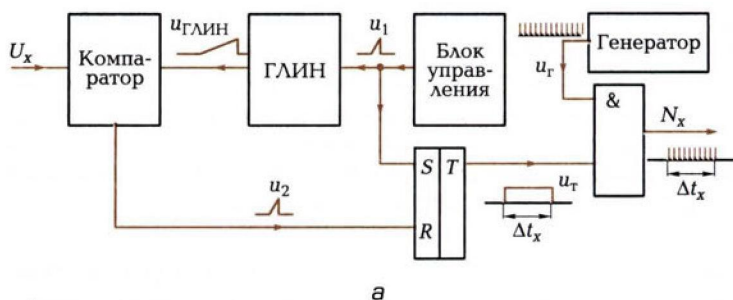 U_x
Компа-
ратор
u_ГЛИН
ГЛИН
u_1
Блок
управ-
ления
Генератор
u_г
&
N_x
Δt_x
S T
R
u_2
u_т
Δt_x
а